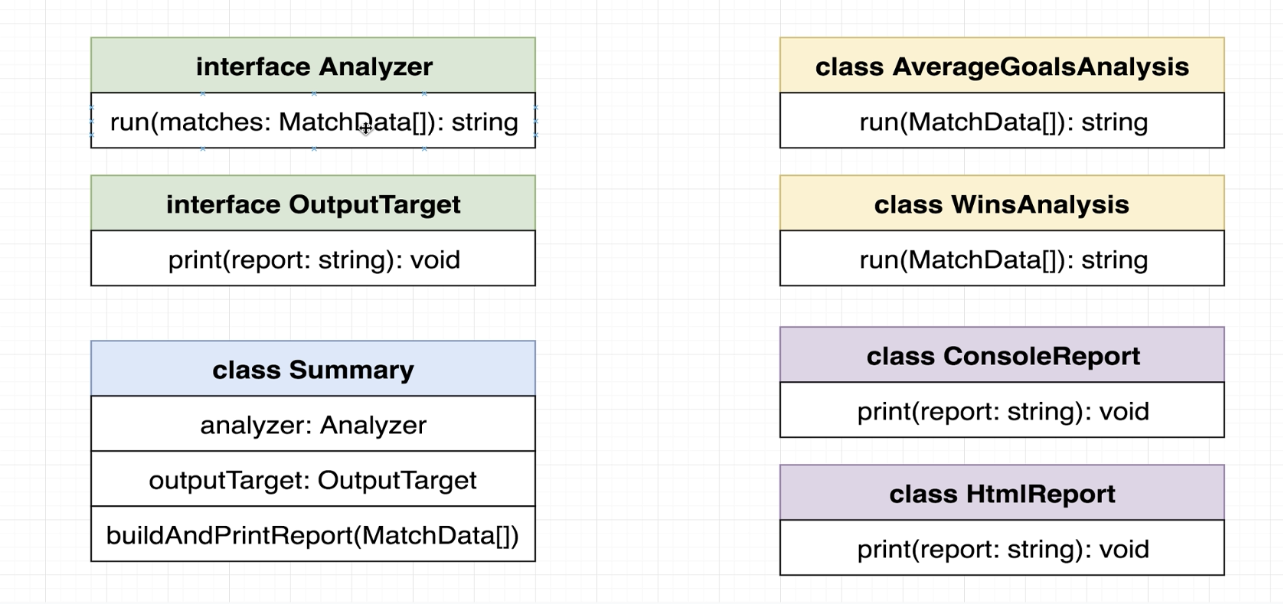 interface Analyzer
run(matches: MatchData[]): string
interface OutputTarget
print(report: string): void
class Summary
analyzer: Analyzer
outputTarget: OutputTarget
buildAndPrintReport(MatchData[])
class AverageGoalsAnalysis
run(MatchData[]): string
class WinsAnalysis
run(MatchData[]): string
class ConsoleReport
print(report: string): void
class HtmlReport
print(report: string): void